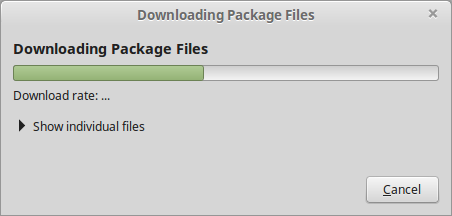 Downloading Package Files
Downloading Package Files
Download rate: ...
Show individual files
Cancel